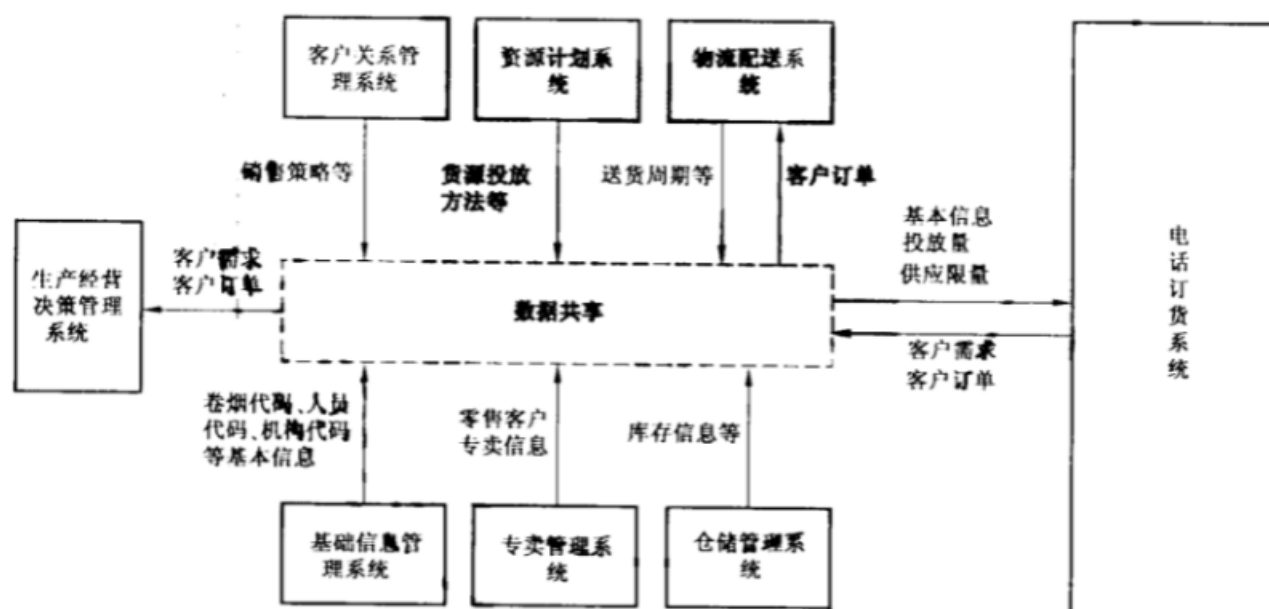 客户关系管
理系统
资源计划系
统
物流配送系
统
销售策略等
货源投放
方法等
送货周期等
客户订单
生产经营
决策管理
系统
客户需求
客户订单
数据共享
基本信息
投放量
供应限量
客户需求
客户订单
电
话
订
货
系
统
卷烟代码、人员
代码、机构代码
等基本信息
零售客户
专卖信息
库存信息等
基础信息管
理系统
专卖管理系
统
仓储管理系
统